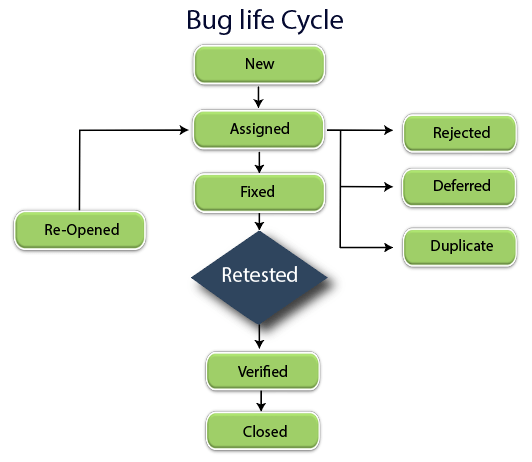 Bug life Cycle
New
Assigned
Rejected
Fixed
Deferred
Re-Opened
Duplicate
Retested
Verified
Closed